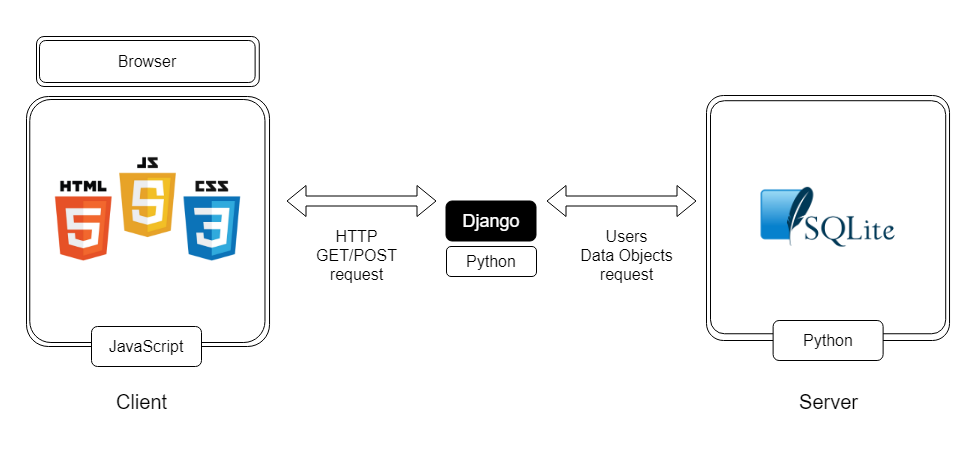 Browser
JS
HTML
CSS
5
5
3
JavaScript
Client
HTTP
GET/POST
request
Django
Python
Users
Data Objects
request
SQLite
Python
Server